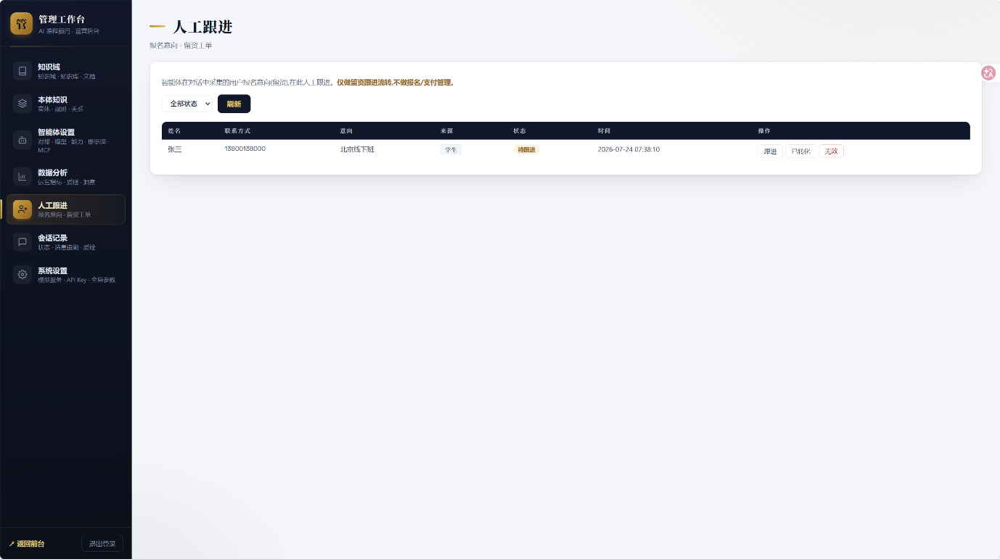 管
管理工作台
AI 课程顾问 · 运营后台
知识域
知识域 · 知识库 · 文档
本体知识
实体 · 规则 · 关系
智能体设置
对接 · 模型 · 能力 · 提示词 ·
MCP
数据分析
运营指标 · 质检 · 洞察
人工跟进
报名意向 · 留资工单
会话记录
状态 · 消息追溯 · 质检
系统设置
模型服务 · API Key · 全局参数
↗ 返回前台
退出登录
人工跟进
报名意向 · 留资工单
智能体在对话中采集的用户报名意向(留资),在此人工跟进。仅做留资跟进流转,不做报名/支付管理。
全部状态 刷新
姓名 联系方式 意向 来源 状态 时间 操作
张三 13800138000 北京线下班 学生 待跟进 2026-07-24 07:38:10 跟进 已转化 无效